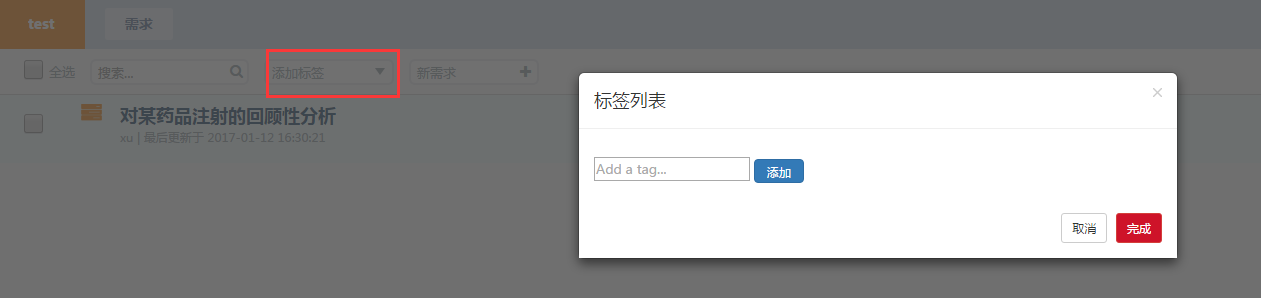 test
需求
全选
搜索...
添加标签
新需求
对某药品注射的回顾性分析
xu | 最后更新于 2017-01-12 16:30:21
标签列表
×
Add a tag...
添加
取消
完成